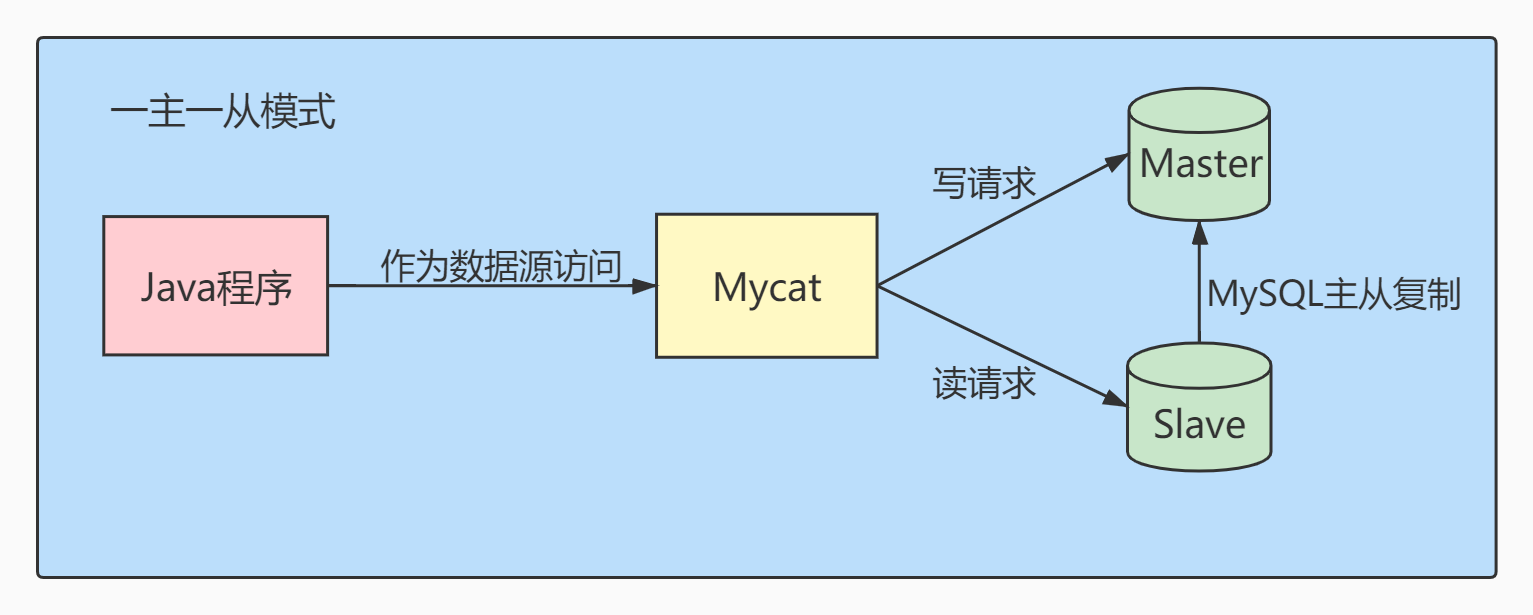 一主一从模式
Java程序
作为数据源访问
Mycat
写请求
读请求
Master
MySQL主从复制
Slave